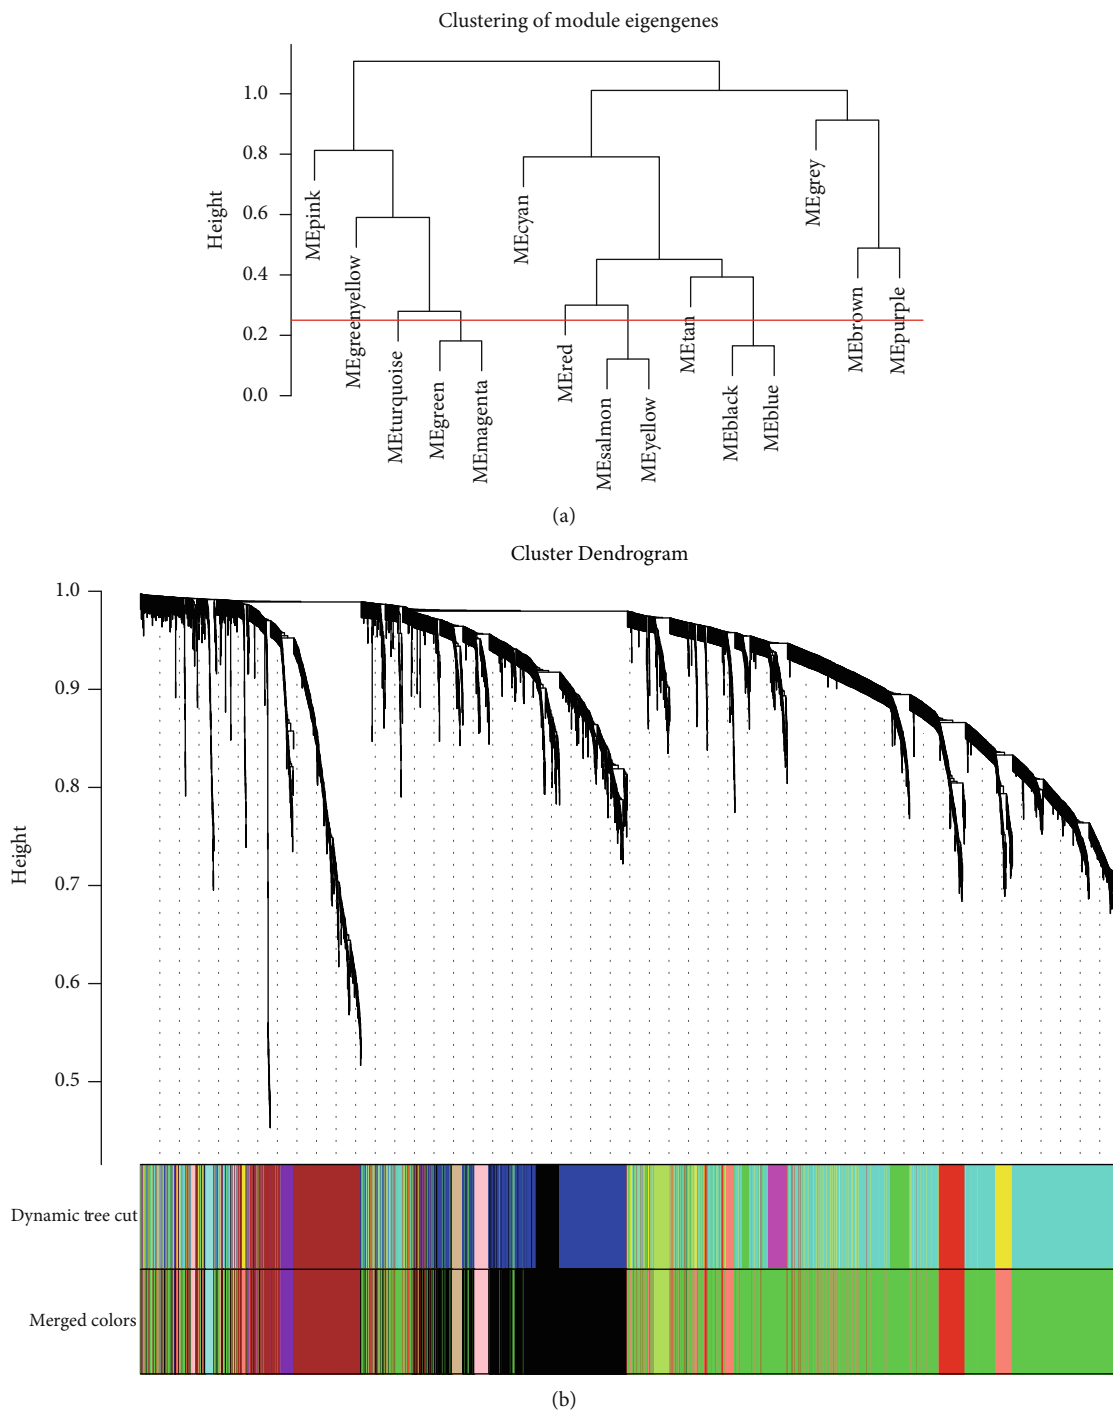 Clustering of module eigengenes
Height
1.0
0.8
0.6
0.4
0.2
0.0
MEpink
MEgreenyellow
MEturquoise
MEgreen
MEmagenta
MEcyan
MEred
MEsalmon
MEyellow
MEtan
MEblack
MEblue
MEgrey
MEbrown
MEpurple
(a)
Cluster Dendrogram
Height
1.0
0.9
0.8
0.7
0.6
0.5
Dynamic tree cut
Merged colors
(b)